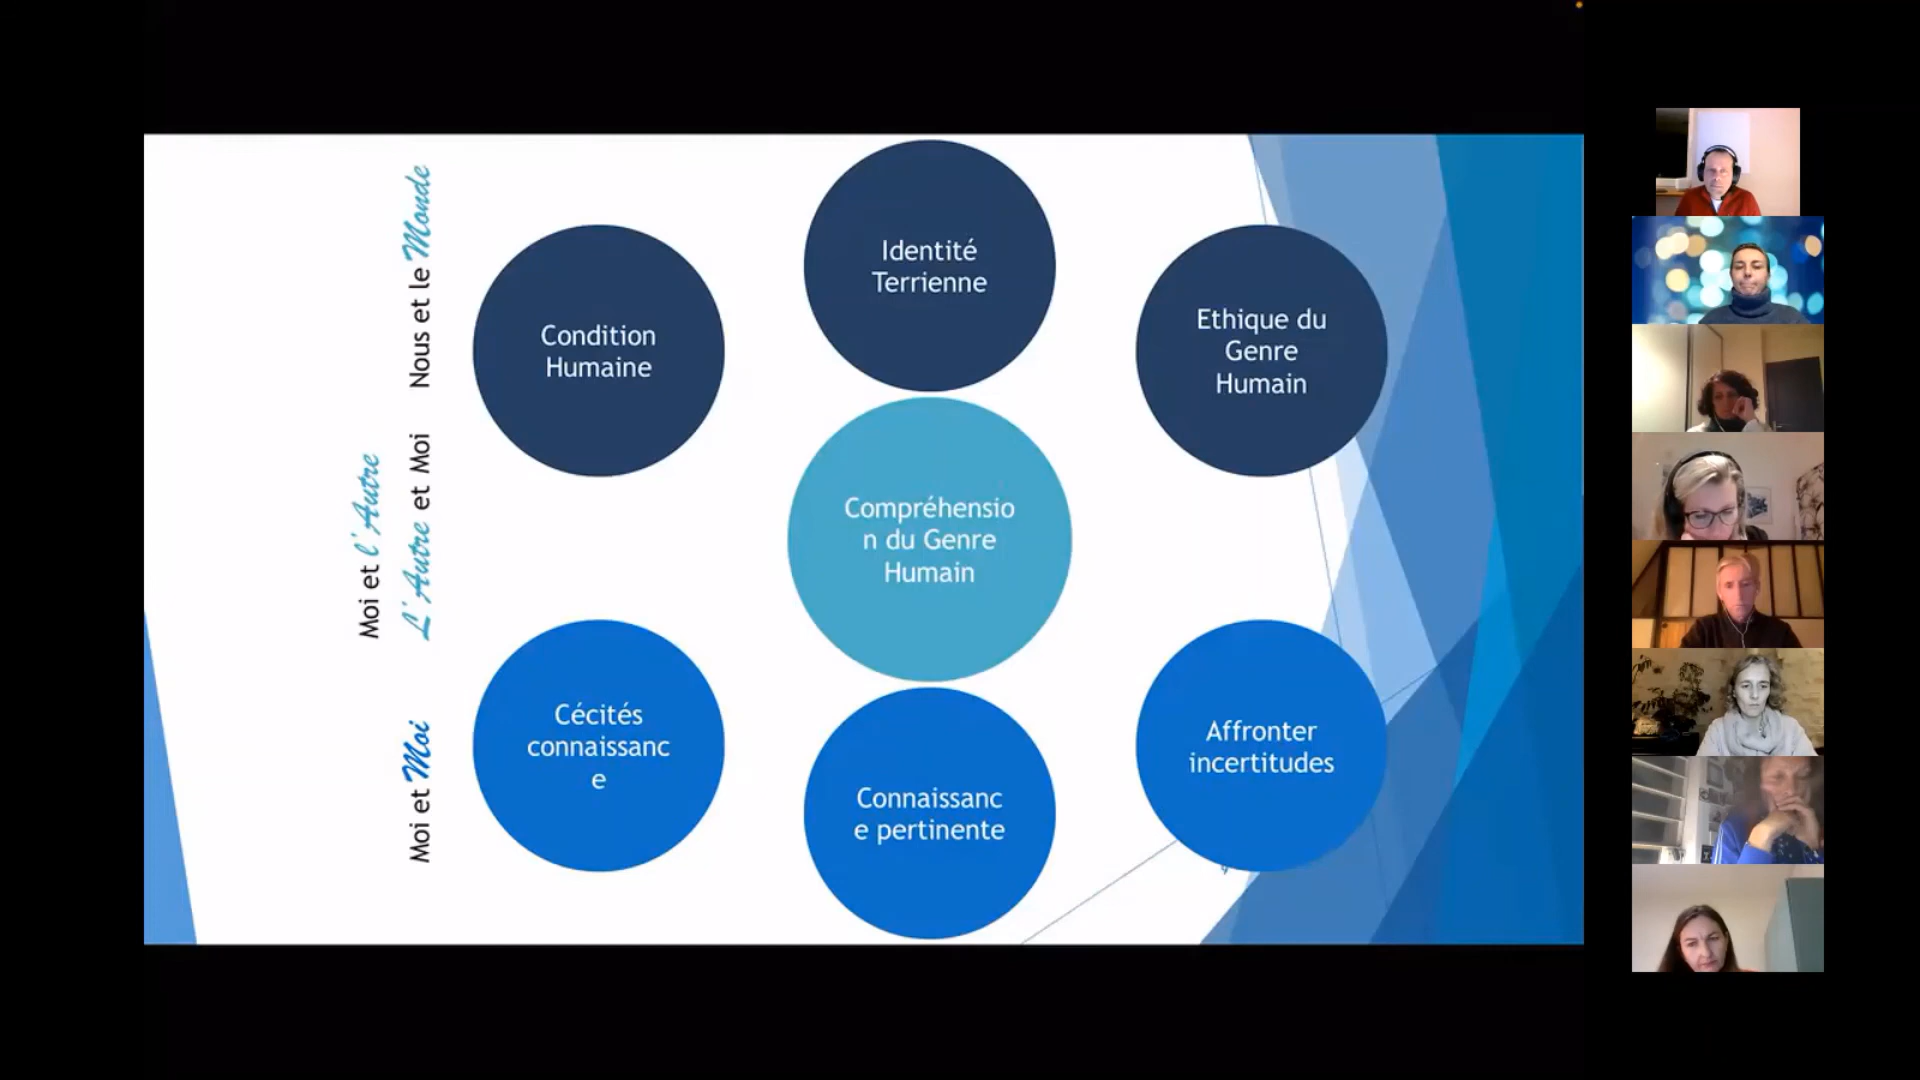 Nous et le Monde
Moi et l'Autre
L'Autre et Moi
Moi et Moi
Identité
Terrienne
Condition
Humaine
Ethique du
Genre
Humain
Compréhensio
n du Genre
Humain
Cécités
connaissanc
e
Connaissanc
e pertinente
Affronter
incertitudes